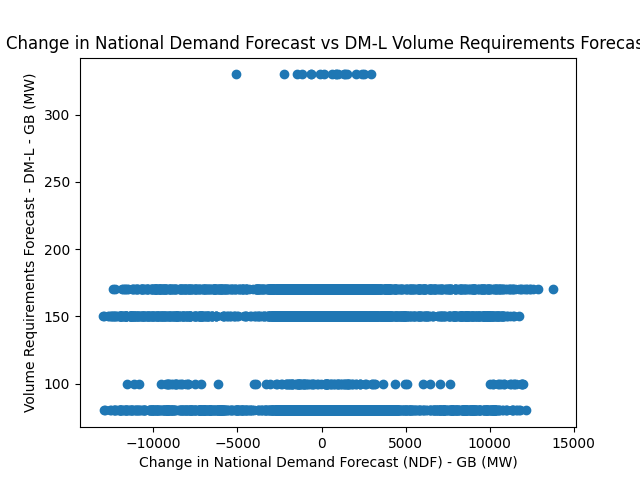 Change in National Demand Forecast vs DM-L Volume Requirements Forecas
Volume Requirements Forecast - DM-L - GB (MW)
300
250
200
150
100
−10000 −5000 0 5000 10000 15000
Change in National Demand Forecast (NDF) - GB (MW)